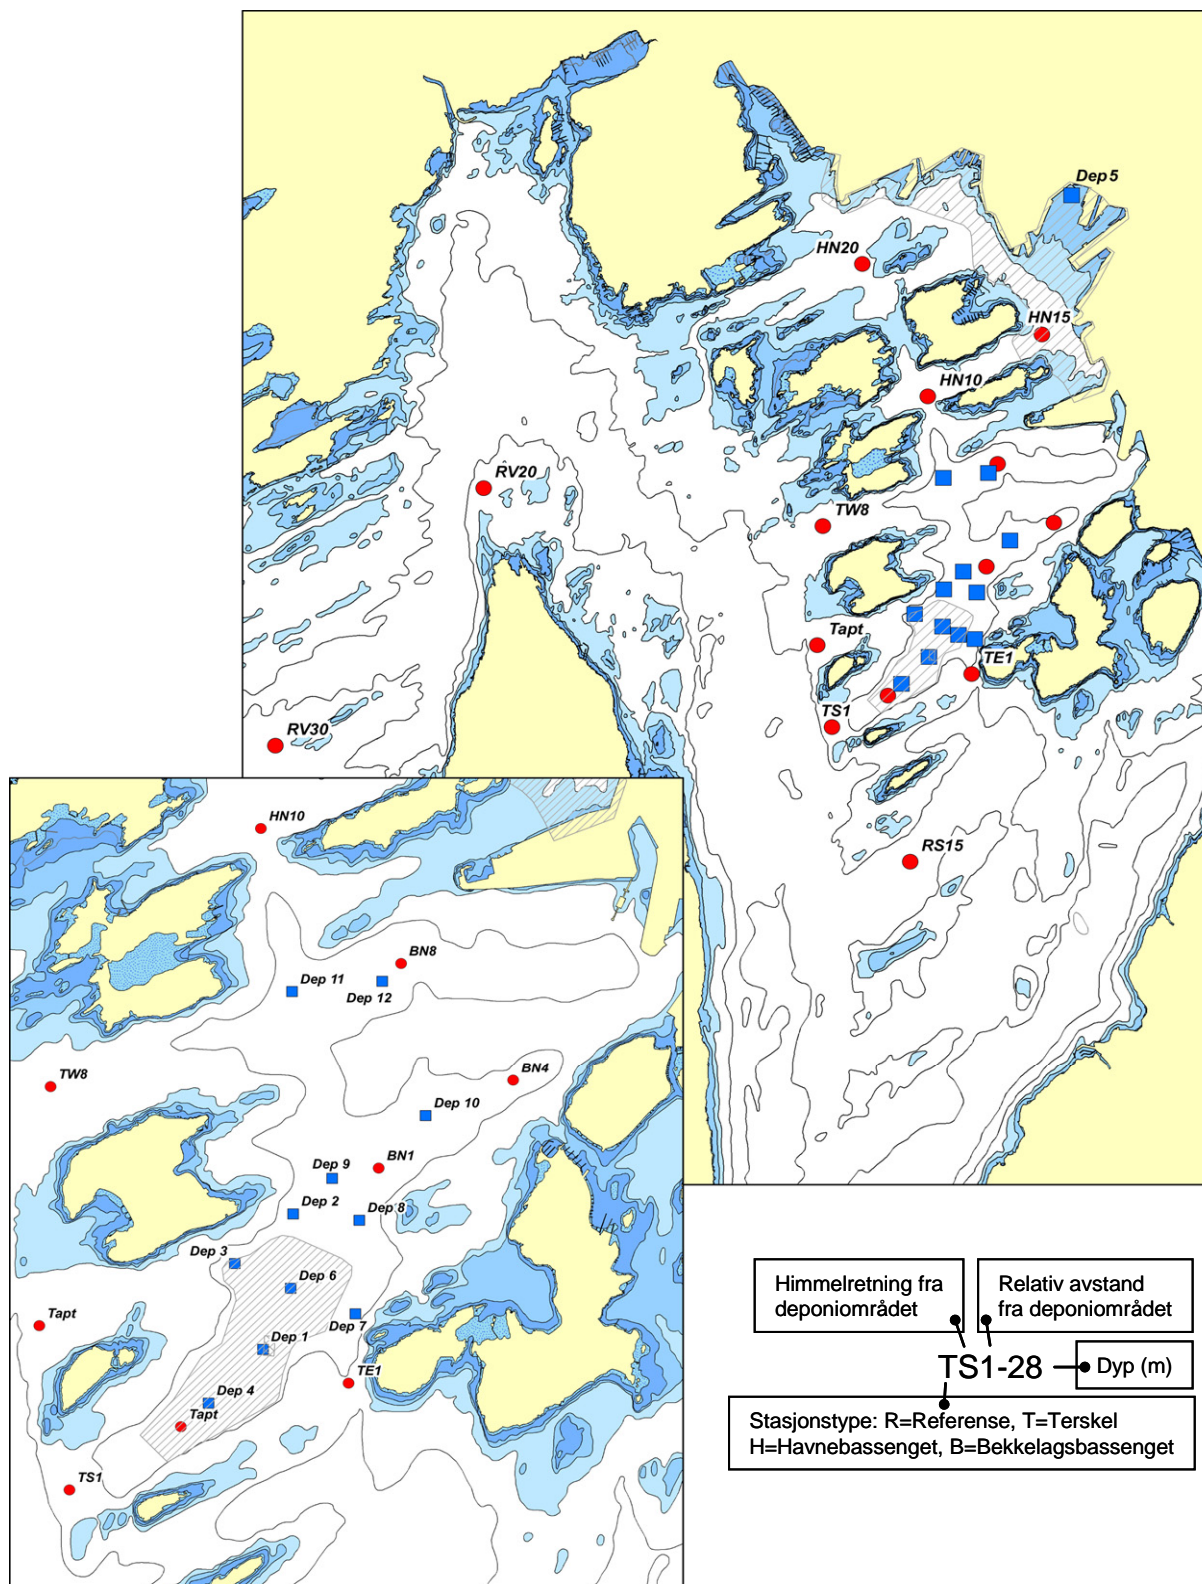 Dep 5
HN20
HN15
HN10
RV20
TW8
Tapt
TE1
TS1
RV30
RS15
HN10
BN8
Dep 11
Dep 12
TW8
BN4
Dep 10
BN1
Dep 9
Dep 2
Dep 8
Dep 3
Dep 6
Tapt
Dep 7
Dep 1
TE1
Dep 4
Tapt
TS1
Himmelretning fra
deponiområdet
Relativ avstand
fra deponiområdet
TS1-28
Dyp (m)
Stasjonstype: R=Referense, T=Terskel
H=Havnebassenget, B=Bekkelagsbassenget